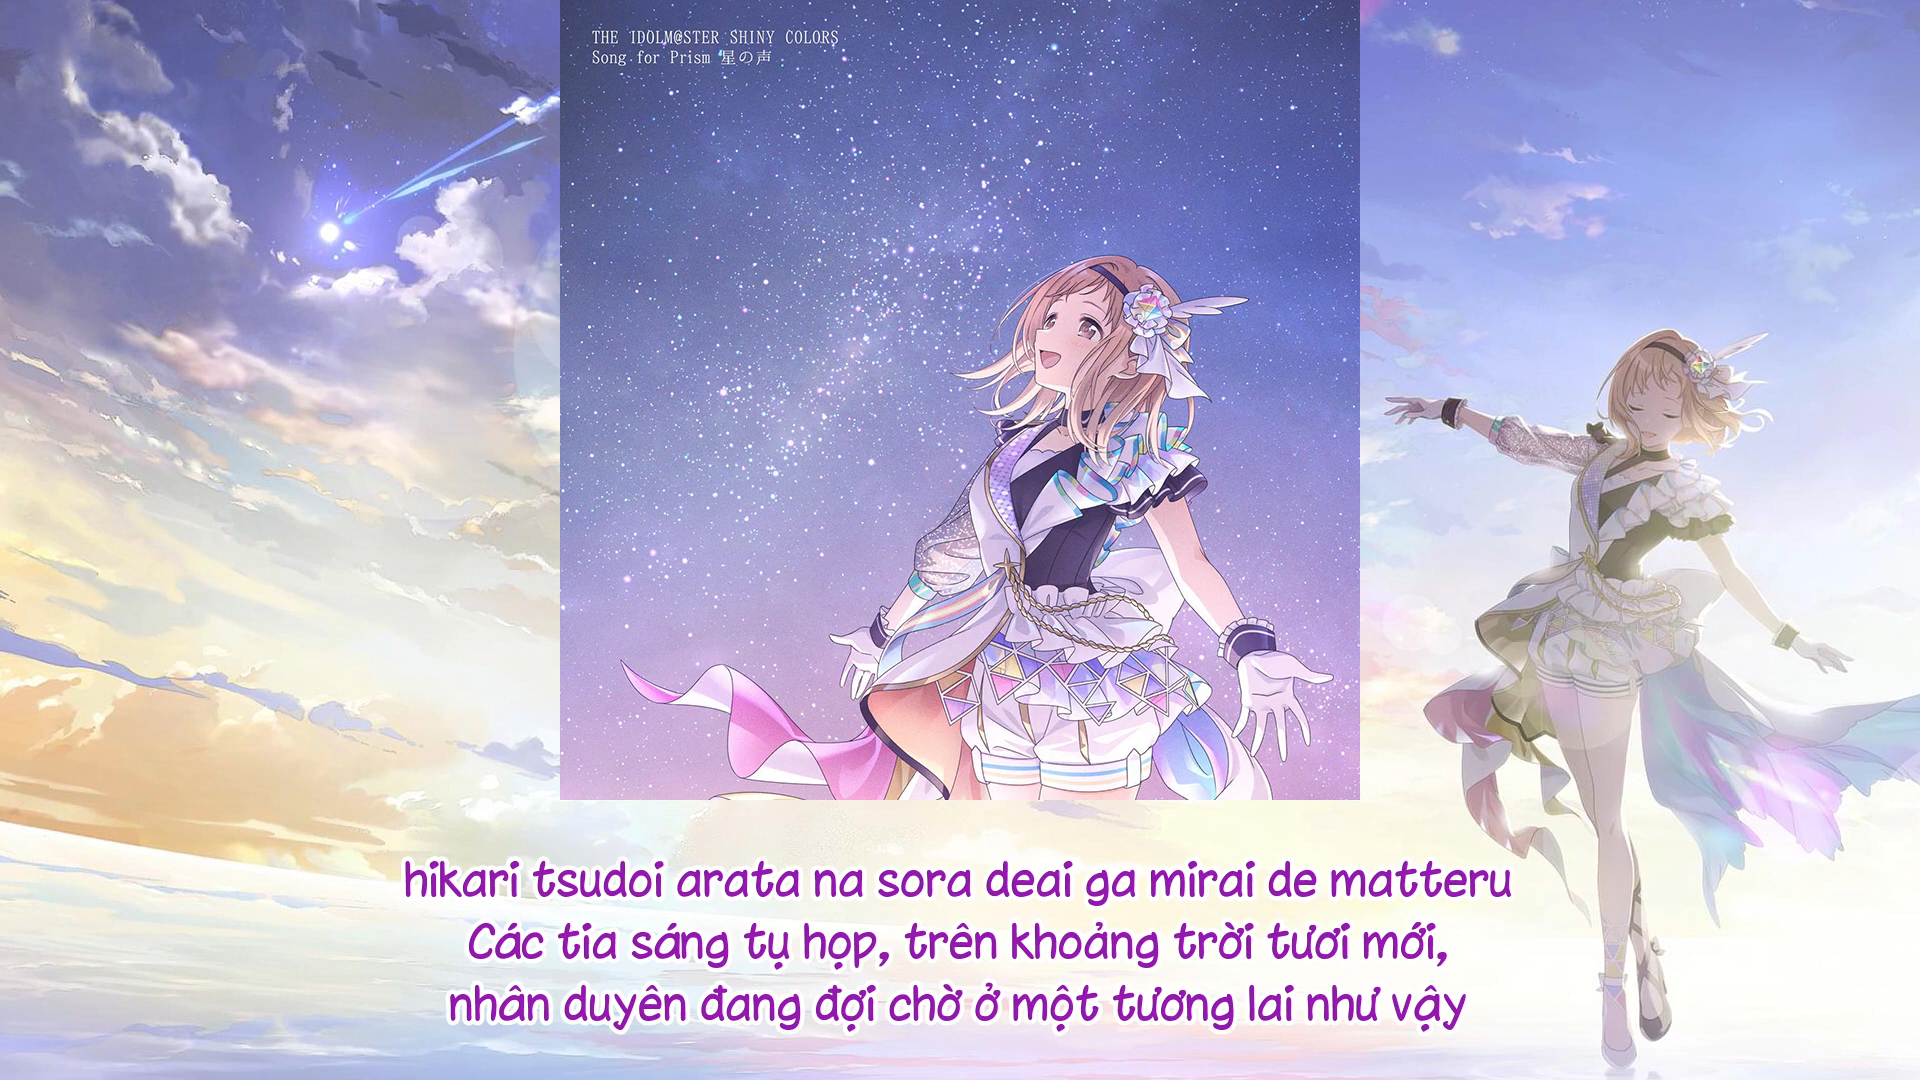 THE IDOLM@STER SHINY COLORS
Song for Prism 星の声
hikari tsudoi arata na sora deai ga mirai de matteru
Các tia sáng tụ họp, trên khoảng trời tươi mới,
nhân duyên đang đợi chờ ở một tương lai như vậy